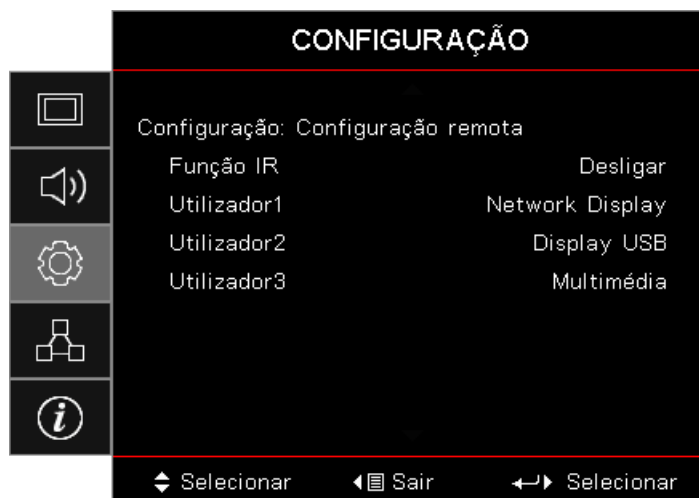 CONFIGURAÇÃO
Configuração: Configuração remota
Função IR Desligar
Utilizador1 Network Display
Utilizador2 Display USB
Utilizador3 Multimédia
i
Selecionar Sair Selecionar